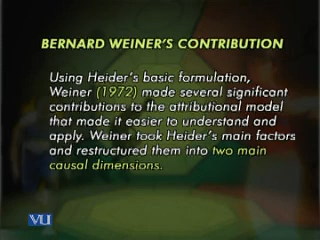 BERNARD WEINER'S CONTRIBUTION
Using Heider's basic formulation,
Weiner (1972) made several significant
contributions to the attributional model
that made it easier to understand and
apply. Weiner took Heider's main factors
and restructured them into two main
causal dimensions.
VU